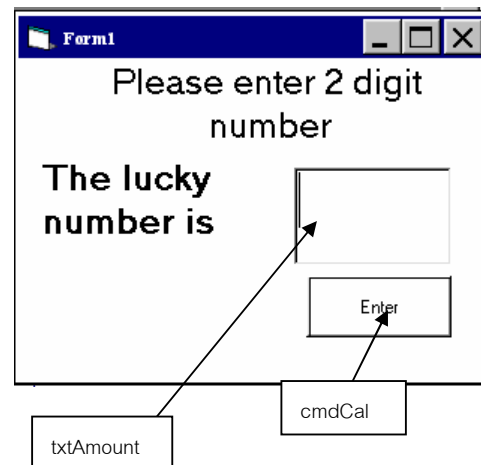 Form1
Please enter 2 digit
number
The lucky
number is
Enter
cmdCal
txtAmount